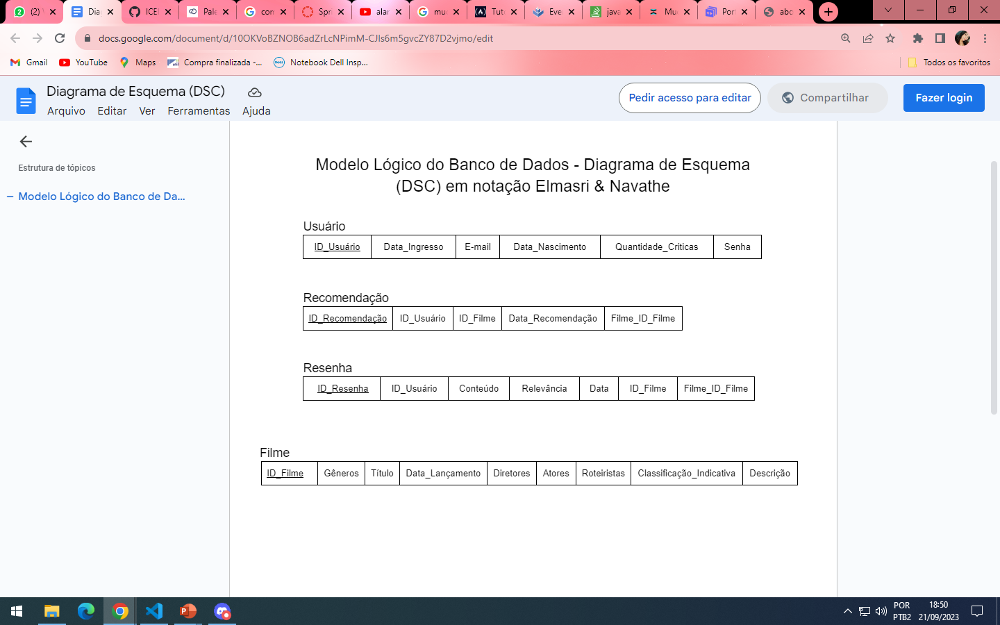 (2) V
Dia
ICEI
Pale
con
Spr
alar
mu
Tut
Eve
java
Mu
Por
abc
docs.google.com/document/d/10OKVoBZNOB6adZrLcNPimM-CJIs6m5gvcZY87D2vjmo/edit
Gmail
YouTube
Maps
Compra finalizada -...
Notebook Dell Insp...
Todos os favoritos
Diagrama de Esquema (DSC)
Arquivo Editar Ver Ferramentas Ajuda
Pedir acesso para editar
Compartilhar
Fazer login
Estrutura de tópicos
Modelo Lógico do Banco de Da...
Modelo Lógico do Banco de Dados - Diagrama de Esquema
(DSC) em notação Elmasri & Navathe
Usuário
ID_Usuário Data_Ingresso E-mail Data_Nascimento Quantidade_Criticas Senha
Recomendação
ID_Recomendação ID_Usuário ID_Filme Data_Recomendação Filme_ID_Filme
Resenha
ID_Resenha ID_Usuário Conteúdo Relevância Data ID_Filme Filme_ID_Filme
Filme
ID_Filme Gêneros Título Data_Lançamento Diretores Atores Roteiristas Classificação_Indicativa Descrição
POR
PTB2
18:50
21/09/2023